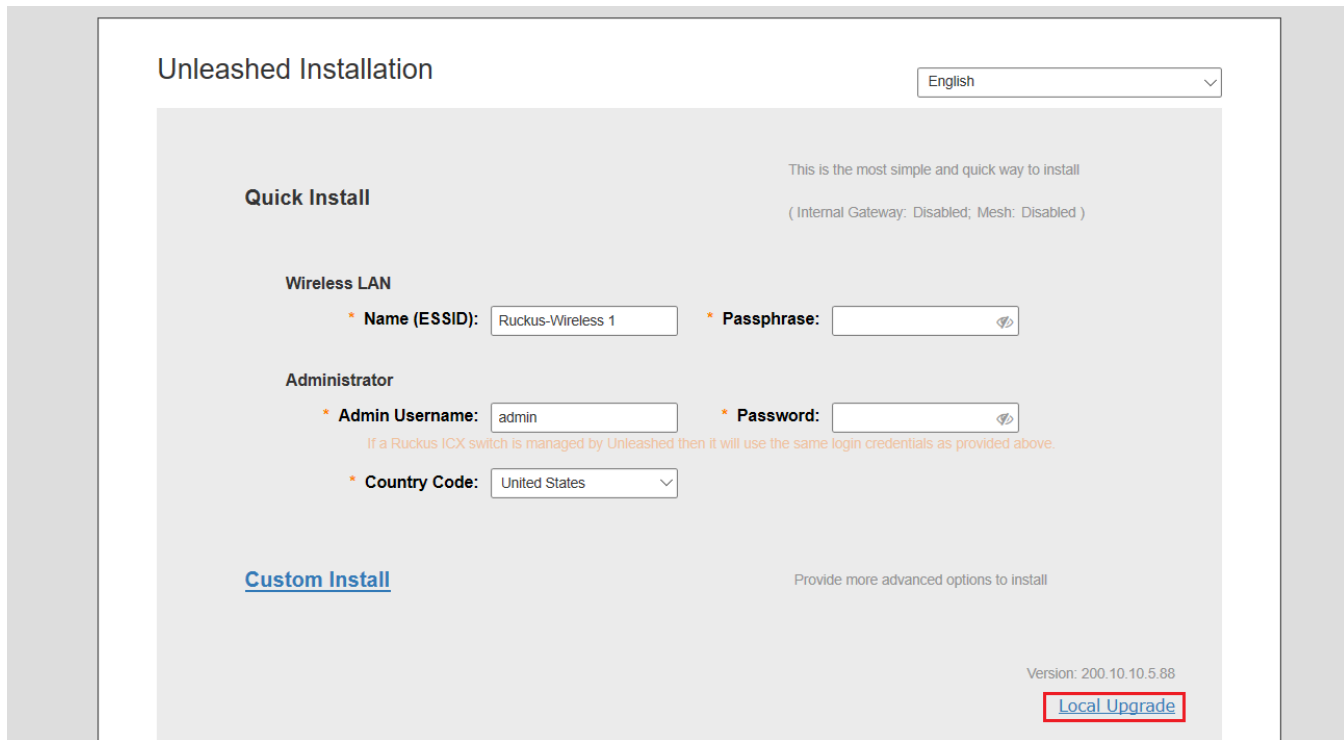 Unleashed Installation
English
Quick Install
This is the most simple and quick way to install
( Internal Gateway: Disabled; Mesh: Disabled )
Wireless LAN
* Name (ESSID): Ruckus-Wireless 1 * Passphrase:
Administrator
* Admin Username: admin * Password:
If a Ruckus ICX switch is managed by Unleashed then it will use the same login credentials as provided above.
* Country Code: United States
Custom Install
Provide more advanced options to install
Version: 200.10.10.5.88
Local Upgrade